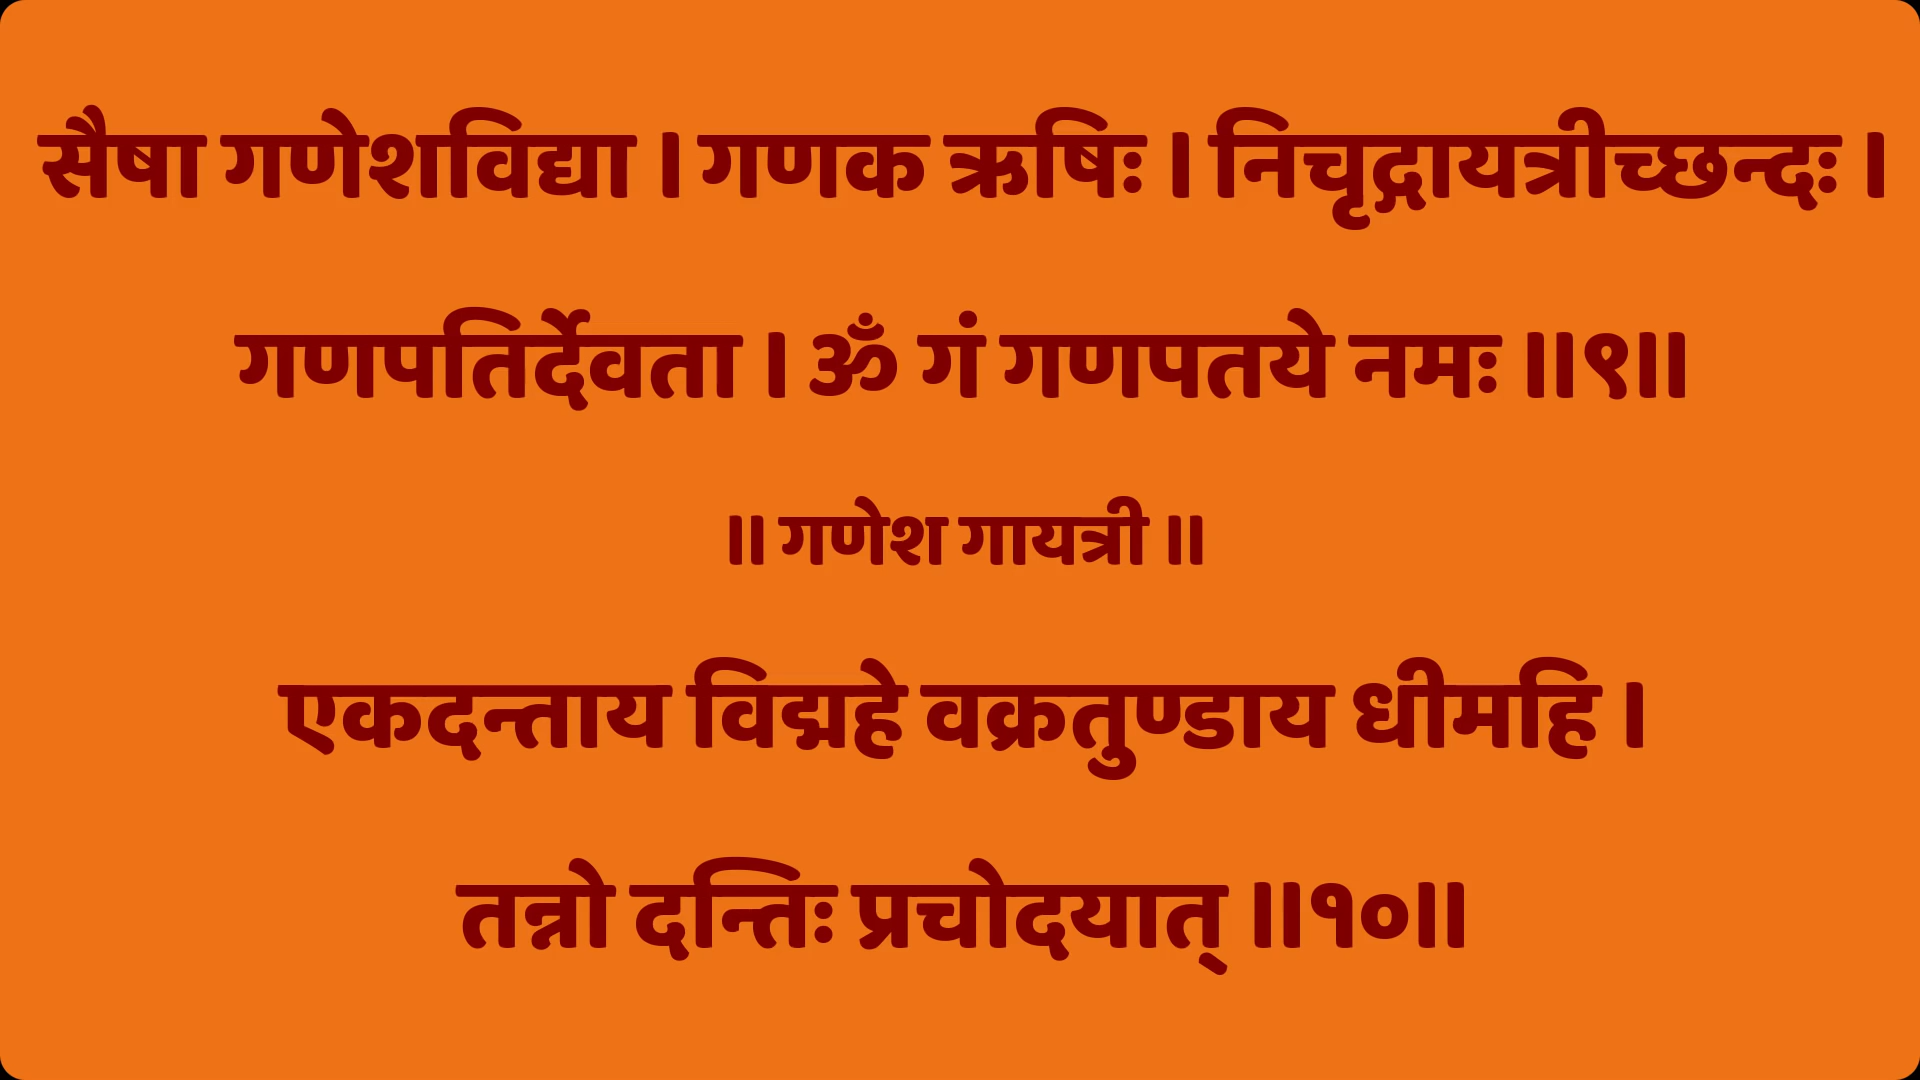 सैषा गणेशविद्या । गणक ऋषिः । निचृद्गायत्रीच्छन्दः ।
गणपतिर्देवता । ॐ गं गणपतये नमः ॥९॥
॥ गणेश गायत्री ॥
एकदन्ताय विद्महे वक्रतुण्डाय धीमहि ।
तन्नो दन्तिः प्रचोदयात् ॥१०॥